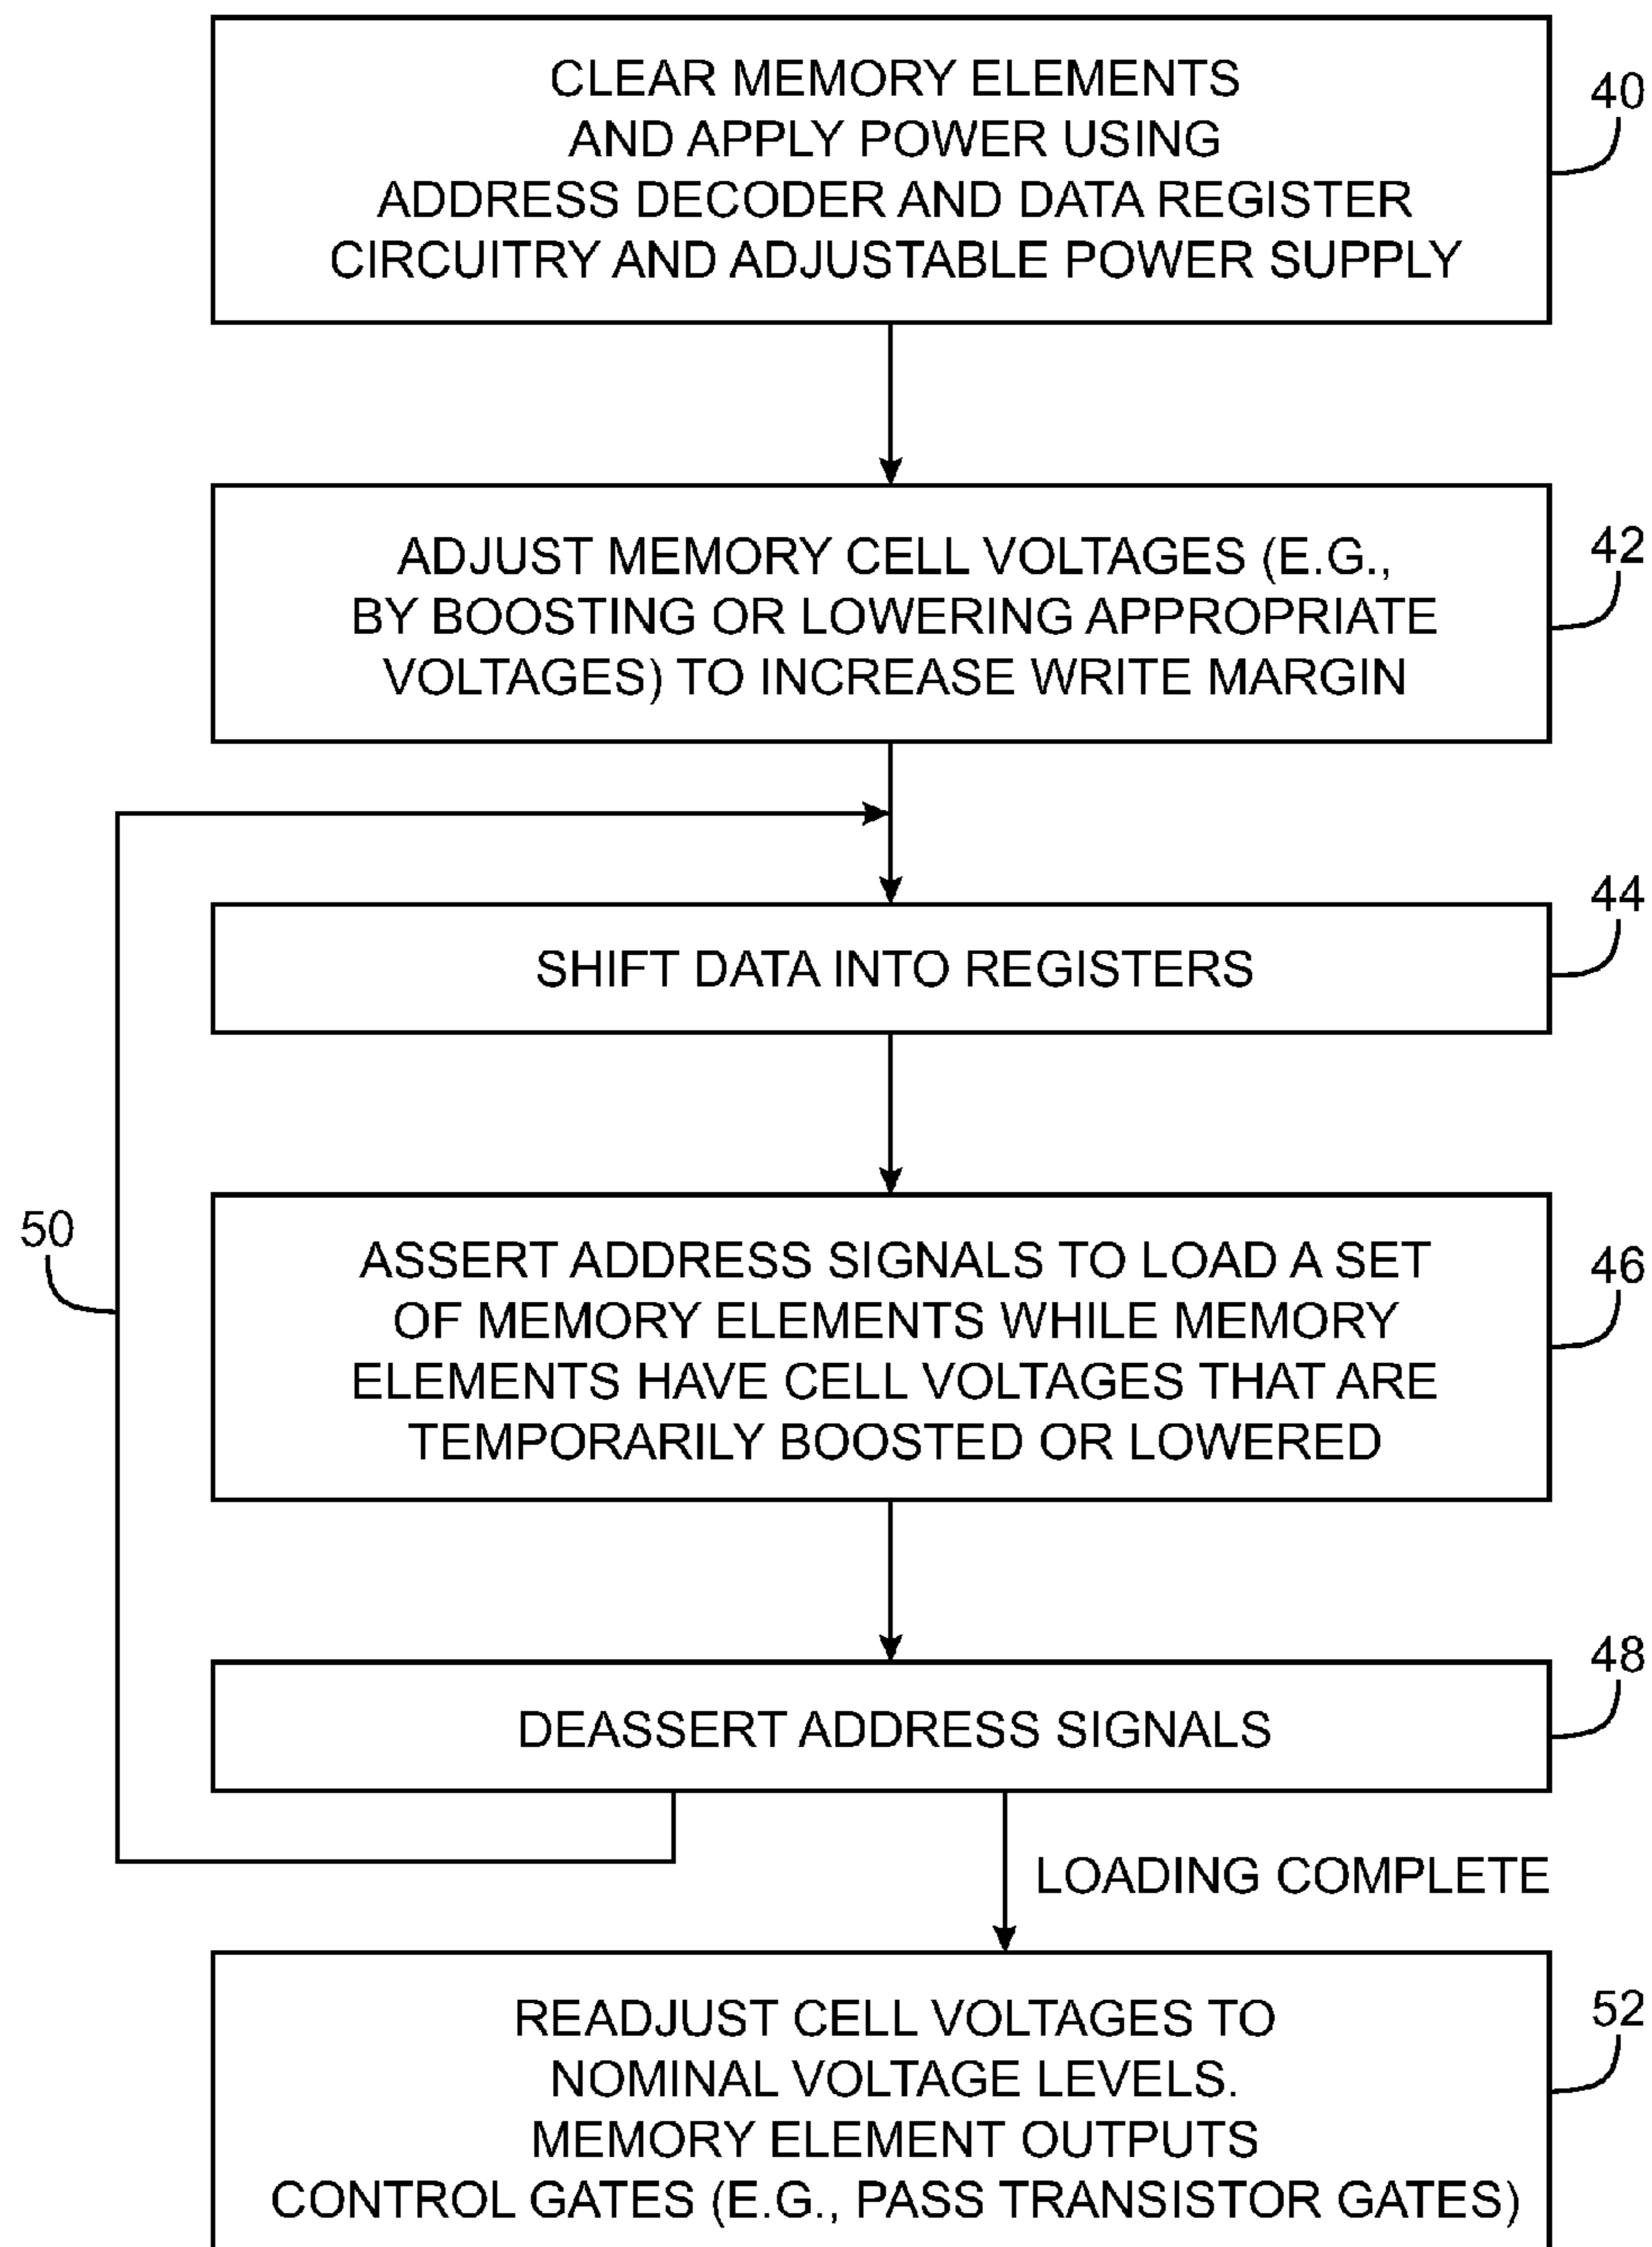 CLEAR MEMORY ELEMENTS
AND APPLY POWER USING
ADDRESS DECODER AND DATA REGISTER
CIRCUITRY AND ADJUSTABLE POWER SUPPLY
40
ADJUST MEMORY CELL VOLTAGES (E.G.,
BY BOOSTING OR LOWERING APPROPRIATE
VOLTAGES) TO INCREASE WRITE MARGIN
42
SHIFT DATA INTO REGISTERS
44
50
ASSERT ADDRESS SIGNALS TO LOAD A SET
OF MEMORY ELEMENTS WHILE MEMORY
ELEMENTS HAVE CELL VOLTAGES THAT ARE
TEMPORARILY BOOSTED OR LOWERED
46
DEASSERT ADDRESS SIGNALS
48
LOADING COMPLETE
READJUST CELL VOLTAGES TO
NOMINAL VOLTAGE LEVELS.
MEMORY ELEMENT OUTPUTS
CONTROL GATES (E.G., PASS TRANSISTOR GATES)
52